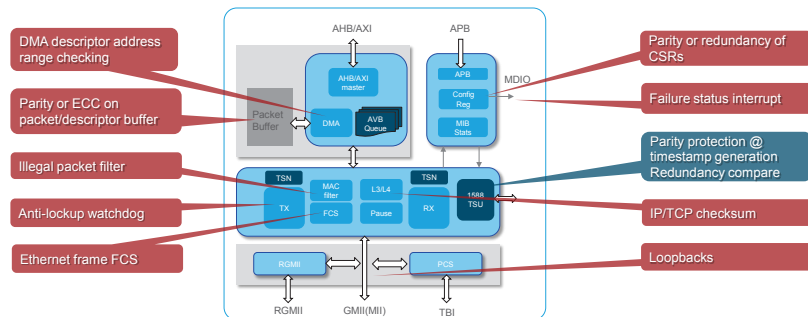 AHB/AXI
APB
DMA descriptor address
range checking
Parity or ECC on
packet/descriptor buffer
Illegal packet filter
Anti-lockup watchdog
Ethernet frame FCS
AHB/AXI
master
Packet
Buffer
DMA
AVB
Queue
APB
Config
Reg
MIB
Stats
MDIO
TSN
MAC
filter
L3/L4
TSN
1588
TSU
TX
FCS
Pause
RX
RGMII
PCS
RGMII
GMII(MII)
TBI
Parity or redundancy of
CSRs
Failure status interrupt
Parity protection @
timestamp generation
Redundancy compare
IP/TCP checksum
Loopbacks